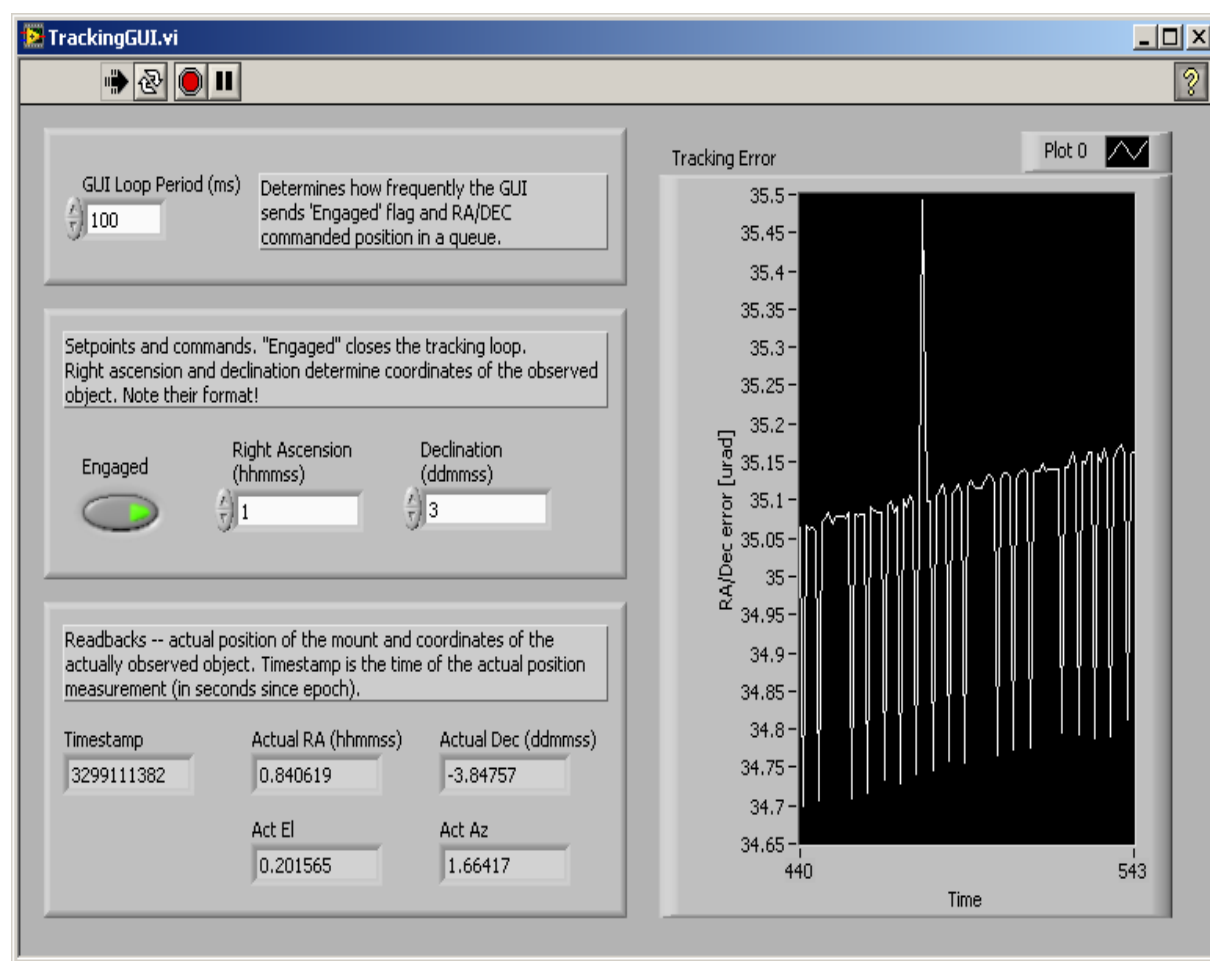 TrackingGUI.vi
GUI Loop Period (ms)
100
Determines how frequently the GUI
sends 'Engaged' flag and RA/DEC
commanded position in a queue.
Setpoints and commands. "Engaged" closes the tracking loop.
Right ascension and declination determine coordinates of the observed
object. Note their format!
Engaged
Right Ascension
(hhmmss)
1
Declination
(ddmmss)
3
Readbacks -- actual position of the mount and coordinates of the
actually observed object. Timestamp is the time of the actual position
measurement (in seconds since epoch).
Timestamp
3299111382
Actual RA (hhmmss)
0.840619
Actual Dec (ddmmss)
-3.84757
Act El
0.201565
Act Az
1.66417
Tracking Error
Plot 0
RA/Dec error [urad]
35.5
35.45
35.4
35.35
35.3
35.25
35.2
35.15
35.1
35.05
35
34.95
34.9
34.85
34.8
34.75
34.7
34.65
440
543
Time